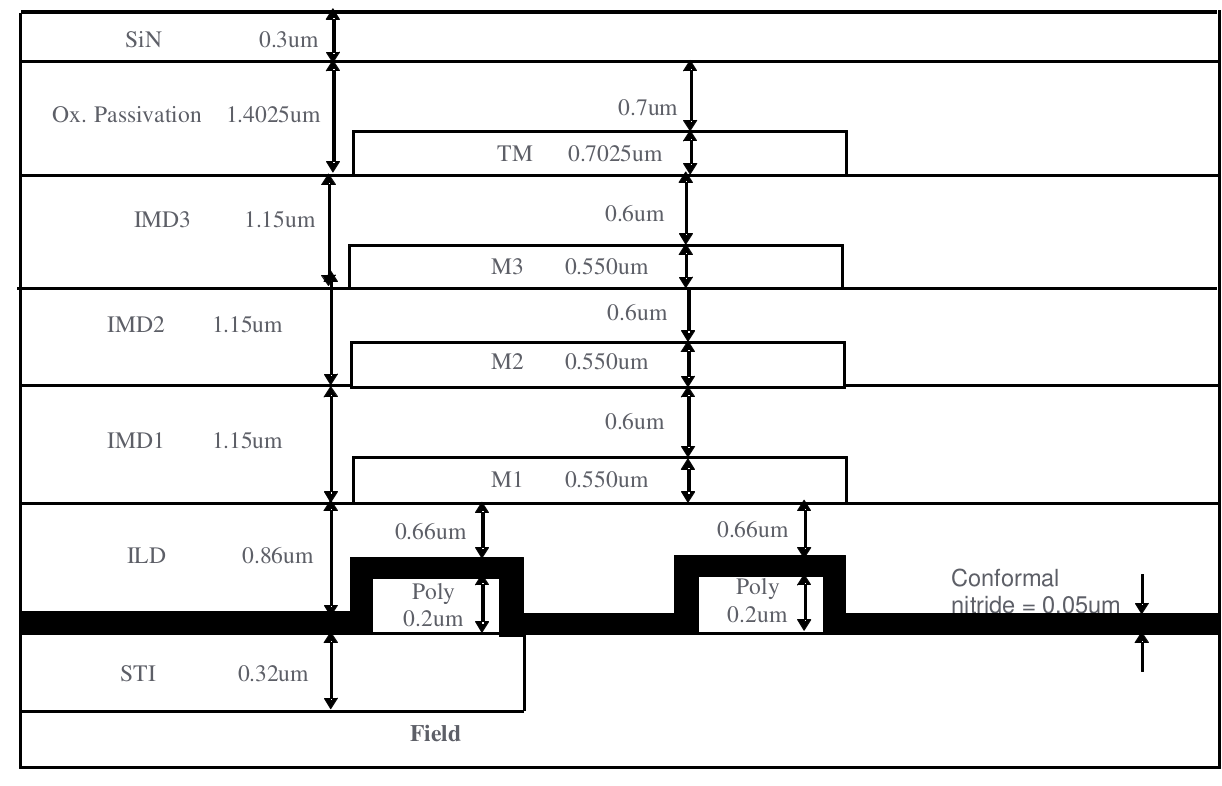 SiN 0.3um
Ox. Passivation 1.4025um
0.7um
TM 0.7025um
IMD3 1.15um
0.6um
M3 0.550um
IMD2 1.15um
0.6um
M2 0.550um
IMD1 1.15um
0.6um
M1 0.550um
ILD 0.86um
0.66um
0.66um
Poly
0.2um
Poly
0.2um
Conformal
nitride = 0.05um
STI 0.32um
Field